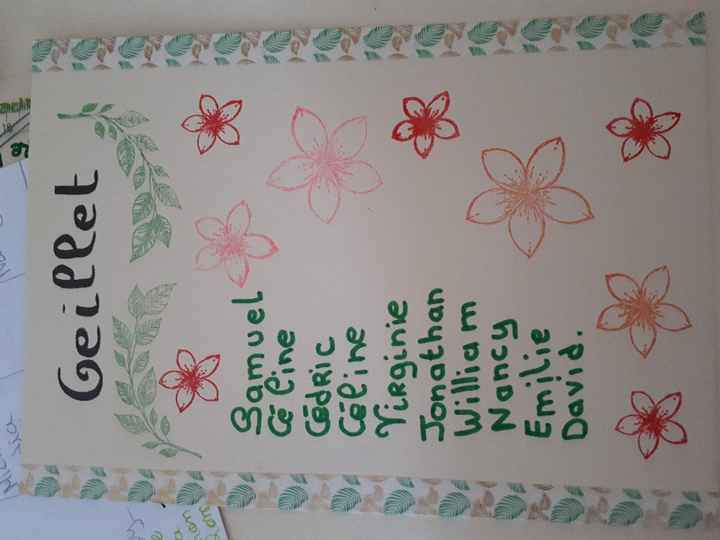 Geillet
Samuel
Céline
Cédric
Céline
Virginie
Jonathan
William
Nancy
Emilie
David.